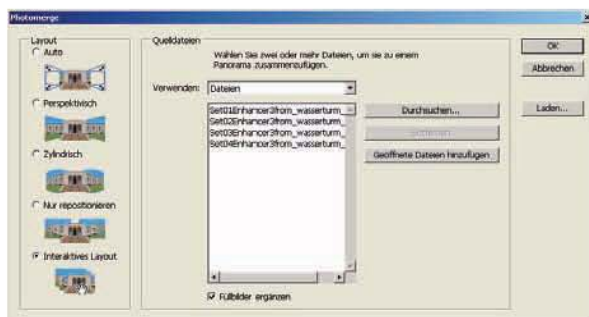 Photomerge
Layout
Auto
Perspektivisch
Zylindrisch
Nur repositionieren
Interaktives Layout
Quelldateien
Wählen Sie zwei oder mehr Dateien, um sie zu einem
Panorama zusammenzufügen.
Verwenden: Dateien
Set01Enhancer3from_wasserturm_
Set02Enhancer3from_wasserturm_
Set03Enhancer3from_wasserturm_
Set04Enhancer3from_wasserturm_
Durchsuchen...
Entfernen
Geöffnete Dateien hinzufügen
Füllbilder ergänzen
OK
Abbrechen
Laden...